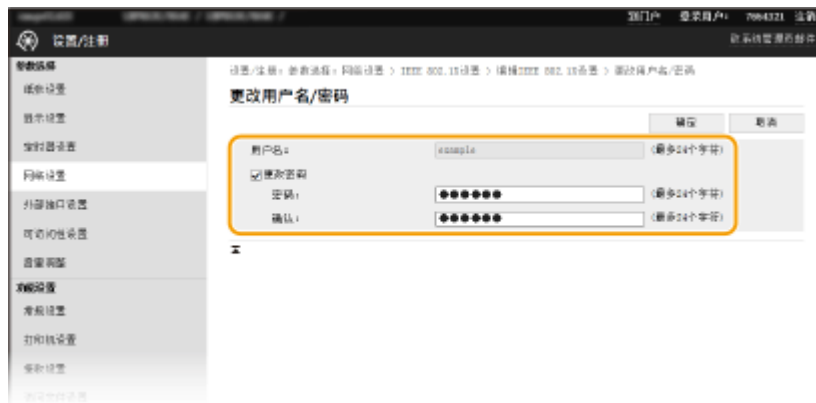 到门户 登录用户: 7654321 注销
设置/注册
致系统管理员邮件
参数选择
纸张设置
显示设置
定时器设置
网络设置
外部接口设置
可访问性设置
音量调整
功能设置
常规设置
打印机设置
接收设置
设置/注册: 参数选择: 网络设置 > IEEE 802.1X设置 > 编辑IEEE 802.1X设置 > 更改用户名/密码
更改用户名/密码
确定 取消
用户名: example (最多24个字符)
更改密码
密码: ●●●●●● (最多24个字符)
确认: ●●●●●● (最多24个字符)